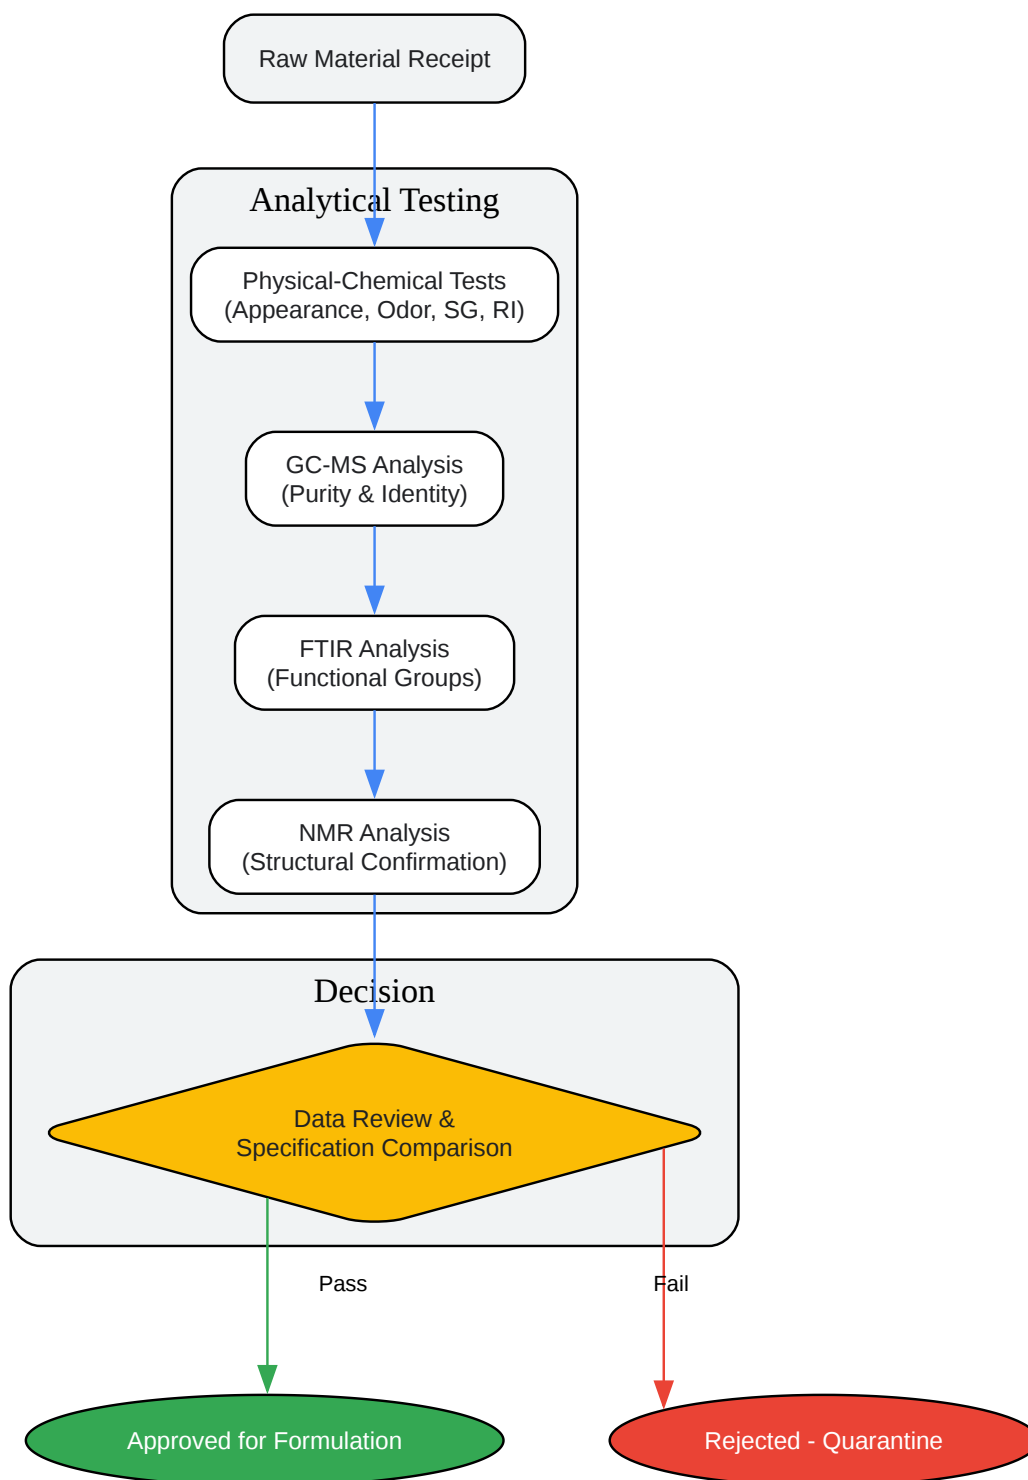 Raw Material Receipt
Analytical Testing
Physical-Chemical Tests
(Appearance, Odor, SG, RI)
GC-MS Analysis
(Purity & Identity)
FTIR Analysis
(Functional Groups)
NMR Analysis
(Structural Confirmation)
Decision
Data Review &
Specification Comparison
Pass
Fail
Approved for Formulation
Rejected - Quarantine